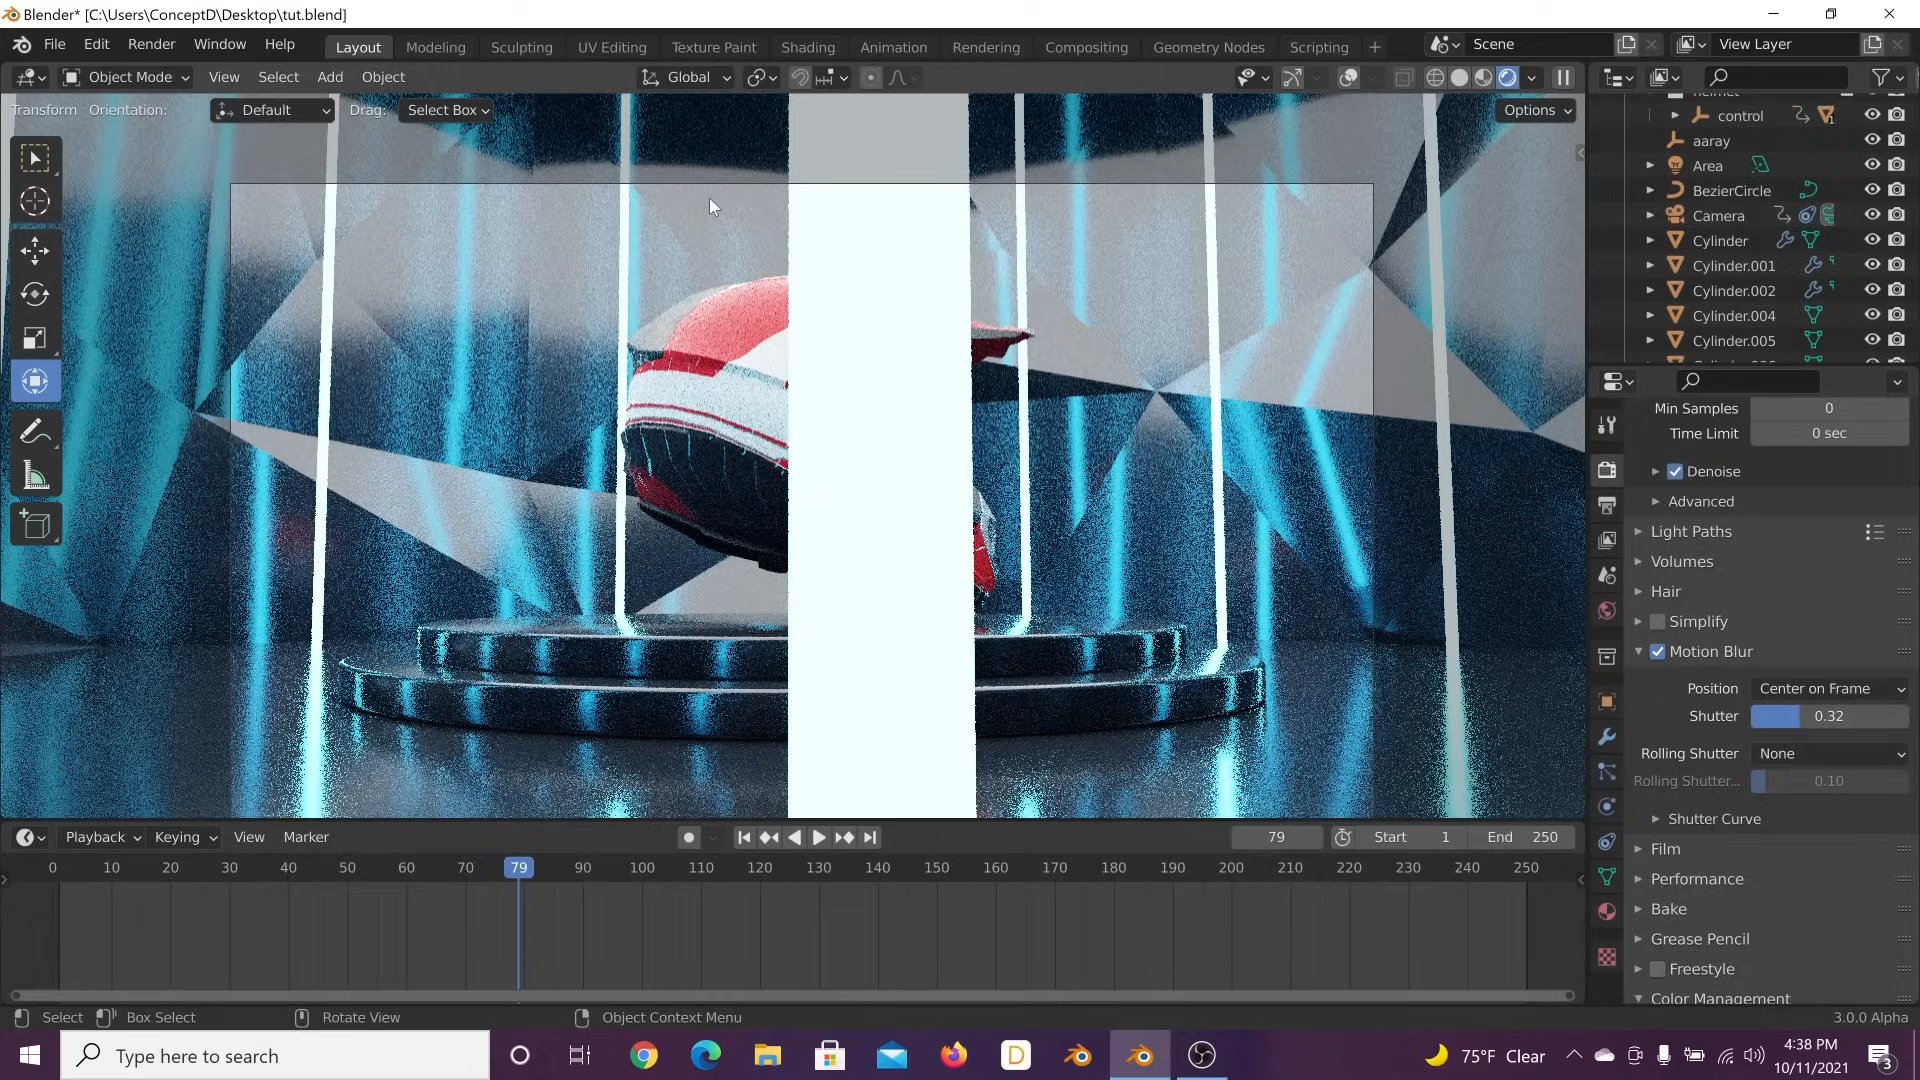 Blender* [C:\Users\ConceptD\Desktop\tut.blend]
File Edit Render Window Help Layout Modeling Sculpting UV Editing Texture Paint Shading Animation Rendering Compositing Geometry Nodes Scripting + Scene View Layer
Object Mode View Select Add Object Global
Transform Orientation: Default Drag: Select Box Options
control
aaray
Area
BezierCircle
Camera
Cylinder
Cylinder.001
Cylinder.002
Cylinder.004
Cylinder.005
Min Samples 0
Time Limit 0 sec
Denoise
Advanced
Light Paths
Volumes
Hair
Simplify
Motion Blur
Position Center on Frame
Shutter 0.32
Rolling Shutter None
Rolling Shutter... 0.10
Shutter Curve
Film
Performance
Bake
Grease Pencil
Freestyle
Color Management
Playback Keying View Marker 79 Start 1 End 250
0 10 20 30 40 50 60 70 79 90 100 110 120 130 140 150 160 170 180 190 200 210 220 230 240 250
Select Box Select Rotate View Object Context Menu 3.0.0 Alpha
Type here to search D 75°F Clear 4:38 PM
10/11/2021 3